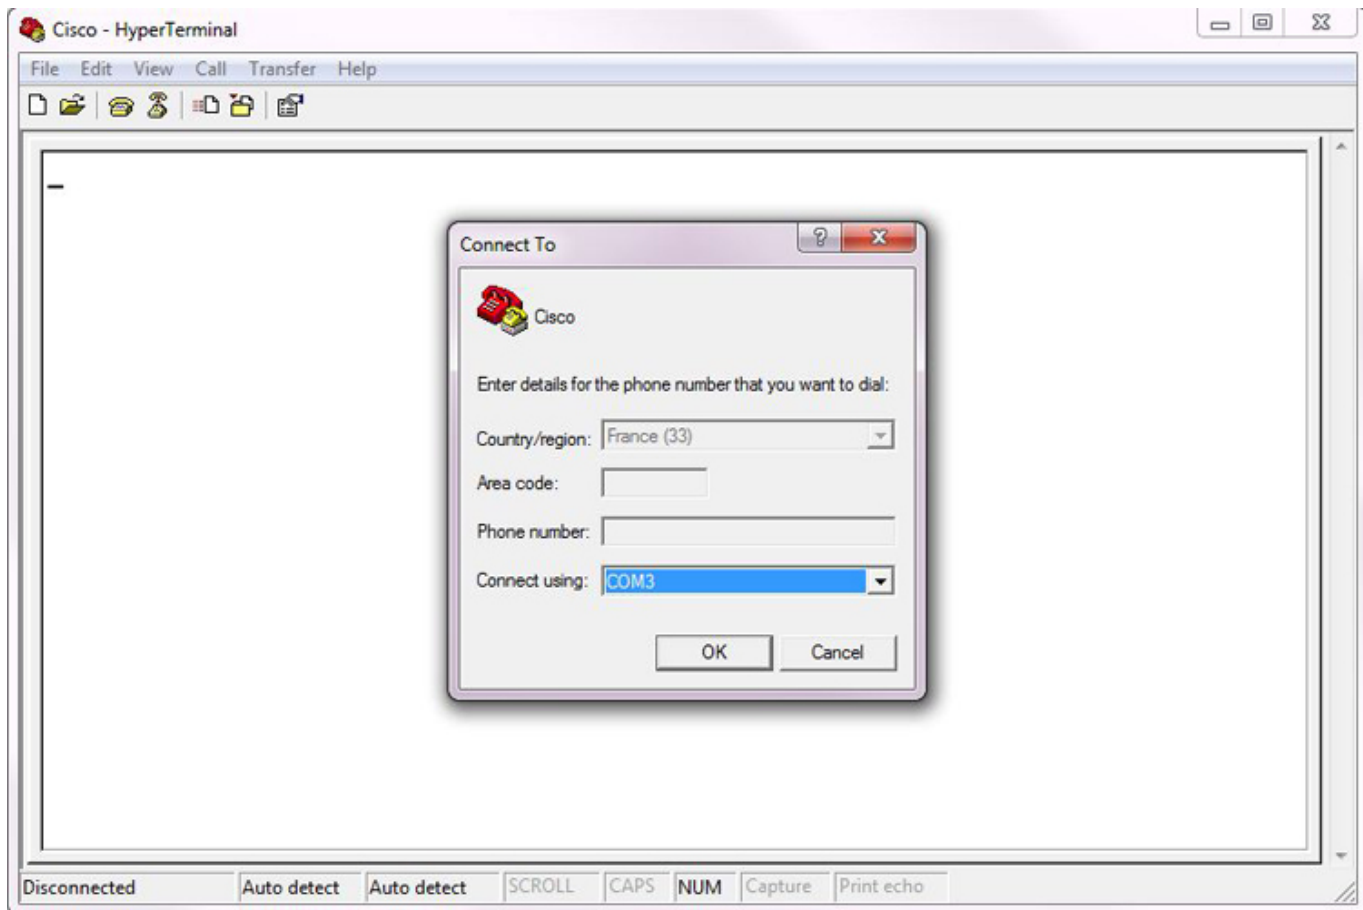 Cisco - HyperTerminal
File Edit View Call Transfer Help
Connect To
Cisco
Enter details for the phone number that you want to dial:
Country/region: France (33)
Area code:
Phone number:
Connect using: COM3
OK Cancel
Disconnected Auto detect Auto detect SCROLL CAPS NUM Capture Print echo